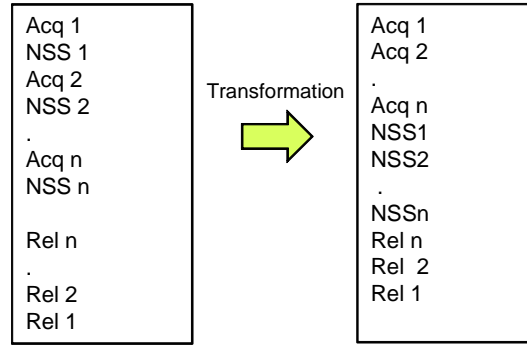 Acq 1
NSS 1
Acq 2
NSS 2
.
Acq n
NSS n
Rel n
.
Rel 2
Rel 1
Transformation
Acq 1
Acq 2
.
Acq n
NSS1
NSS2
.
NSSn
Rel n
Rel 2
Rel 1